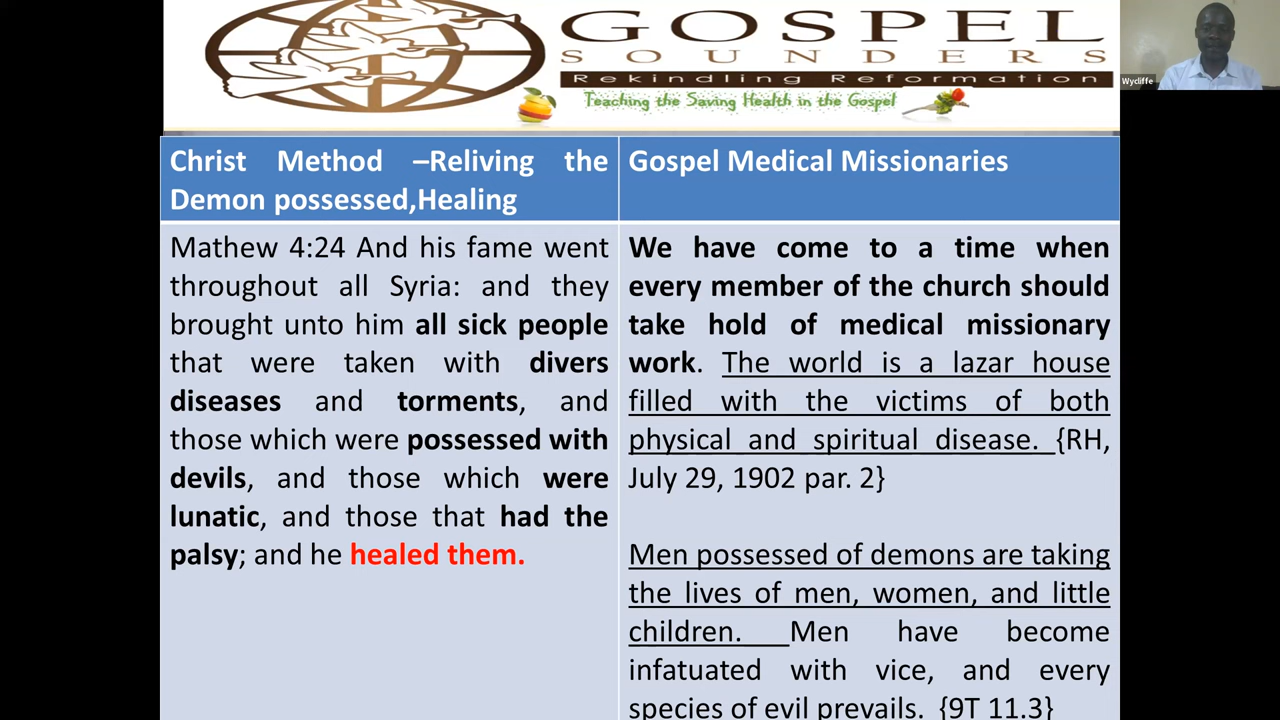 GOSPEL
SOUNDERS
Rekindling Reformation
Teaching the Saving Health in the Gospel
Wycliffe
Christ Method –Reliving the
Demon possessed,Healing
Mathew 4:24 And his fame went
throughout all Syria: and they
brought unto him all sick people
that were taken with divers
diseases and torments, and
those which were possessed with
devils, and those which were
lunatic, and those that had the
palsy; and he healed them.
Gospel Medical Missionaries
We have come to a time when
every member of the church should
take hold of medical missionary
work. The world is a lazar house
filled with the victims of both
physical and spiritual disease. {RH,
July 29, 1902 par. 2}
Men possessed of demons are taking
the lives of men, women, and little
children. Men have become
infatuated with vice, and every
species of evil prevails. {9T 11.3}